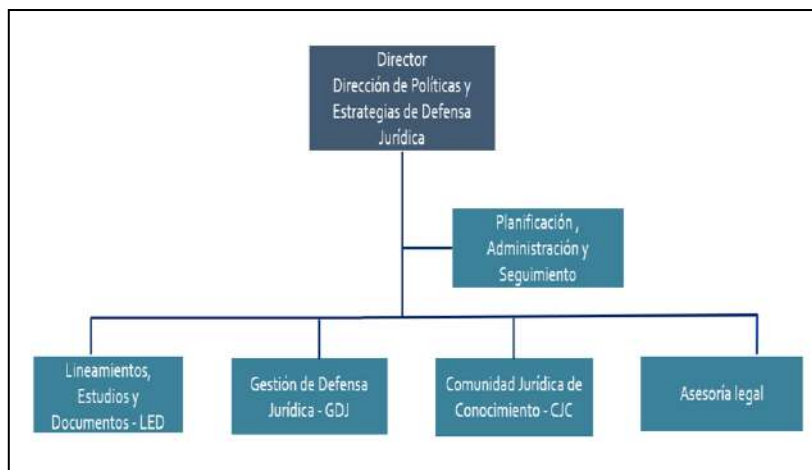 Director
Dirección de Políticas y
Estrategias de Defensa
Jurídica
Planificación ,
Administración y
Seguimiento
Lineamientos,
Estudios y
Documentos - LED
Gestión de Defensa
Jurídica - GDJ
Comunidad Jurídica de
Conocimiento - CJC
Asesoría legal